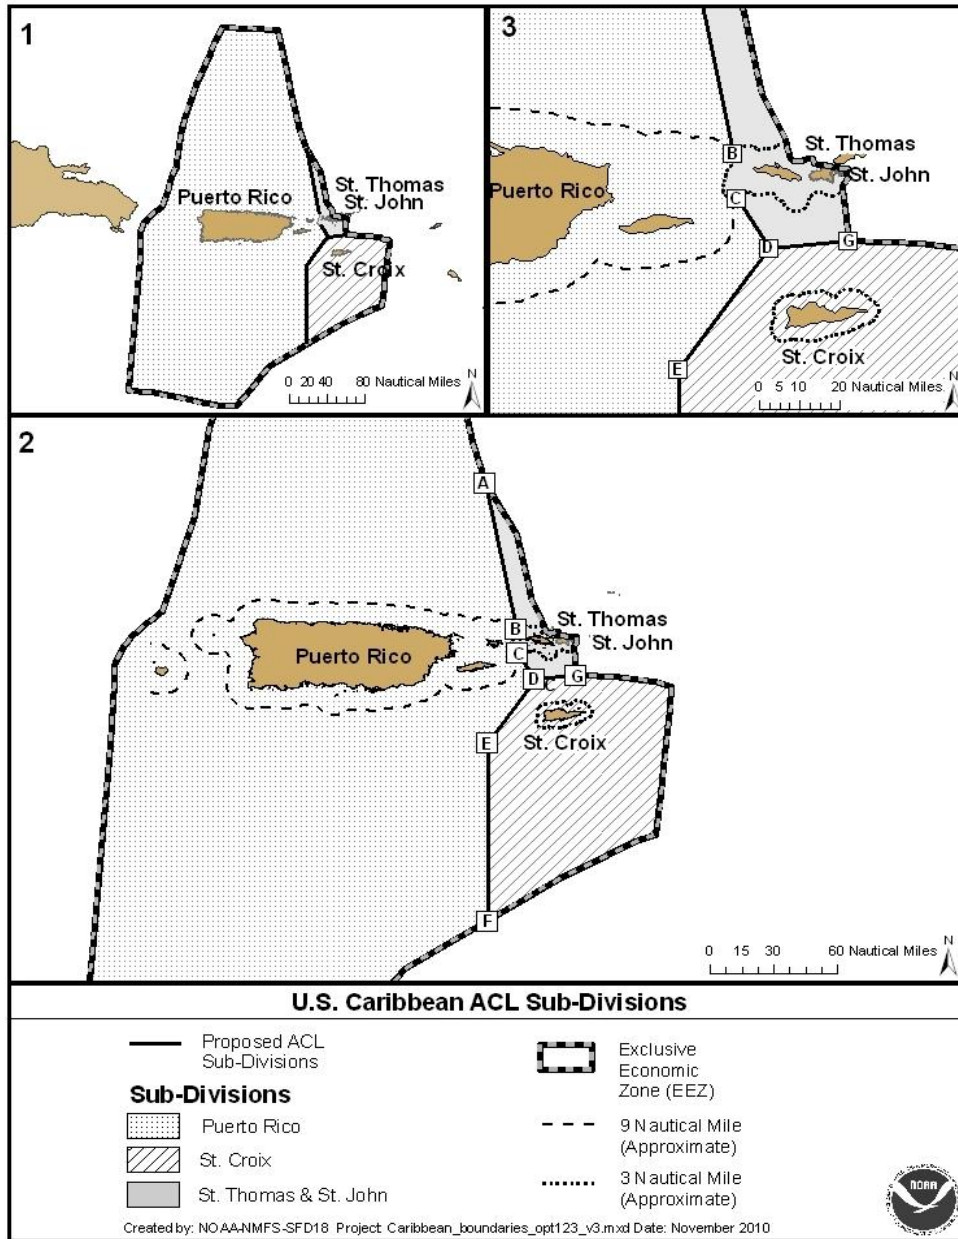 1
Puerto Rico
St. Thomas
St. John
St. Croix
0 20 40 80 Nautical Miles
N
3
B
St. Thomas
St. John
Puerto Rico
C
D
G
St. Croix
E
0 5 10 20 Nautical Miles
N
2
A
B
St. Thomas
C
St. John
Puerto Rico
D
C
G
E
St. Croix
F
0 15 30 60 Nautical Miles
N
U.S. Caribbean ACL Sub-Divisions
Proposed ACL
Sub-Divisions
Sub-Divisions
Puerto Rico
St. Croix
St. Thomas & St. John
Exclusive
Economic
Zone (EEZ)
9 Nautical Mile
(Approximate)
3 Nautical Mile
(Approximate)
NOAA
Created by: NOAA-NMFS-SFD18 Project: Caribbean_boundaries_opt123_v3.mxd Date: November 2010